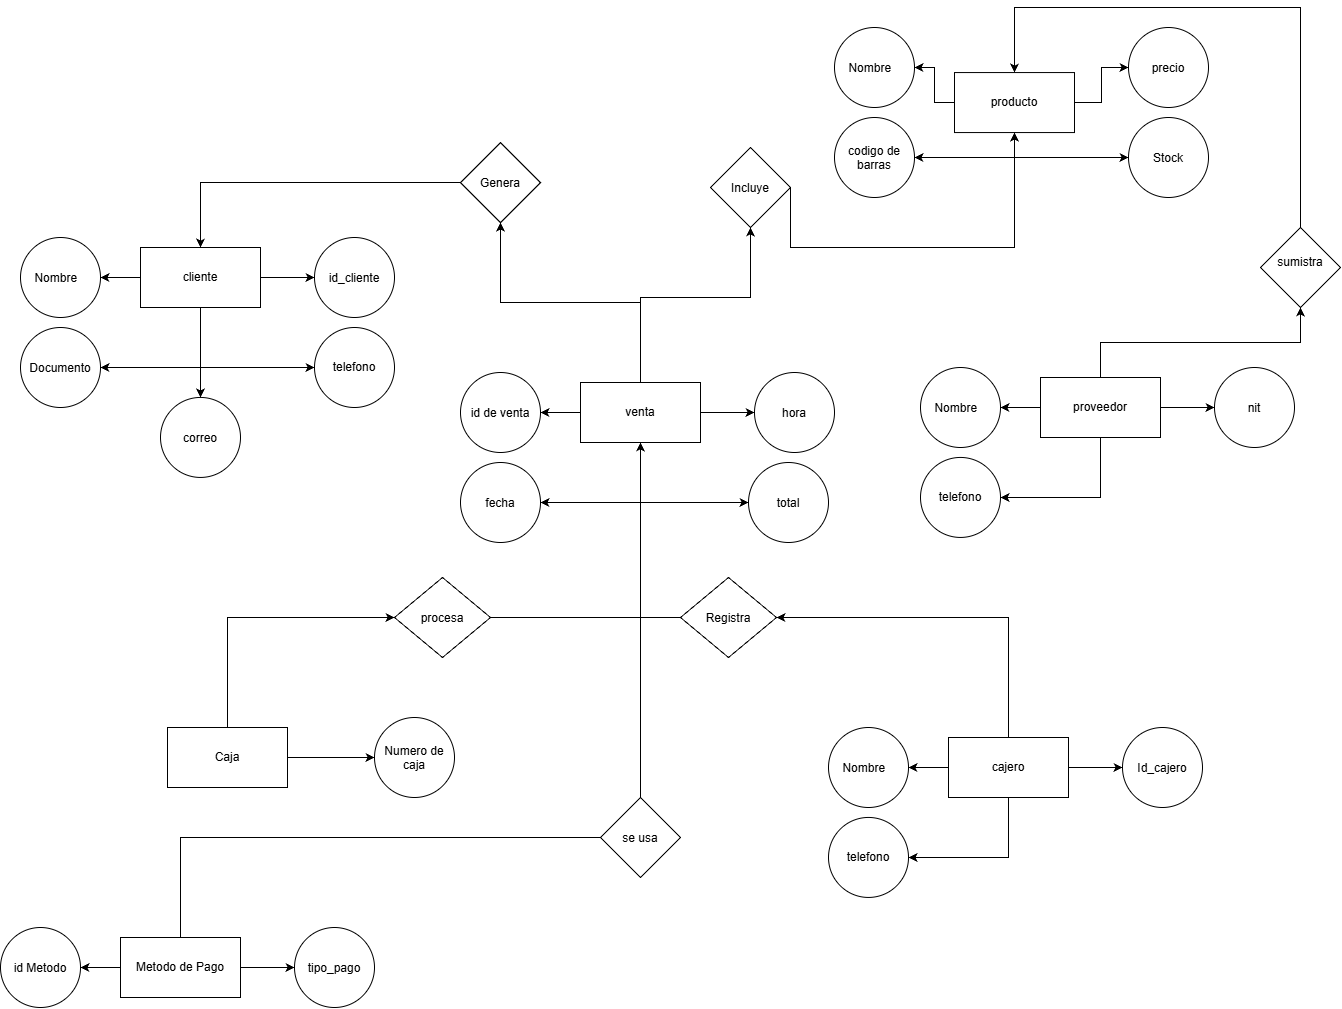 Nombre
precio
producto
codigo de
barras
Stock
Genera
Incluye
sumistra
Nombre
cliente
id_cliente
Documento
telefono
correo
id de venta
venta
hora
fecha
total
Nombre
proveedor
nit
telefono
procesa
Registra
Caja
Numero de
caja
Nombre
cajero
Id_cajero
telefono
se usa
id Metodo
Metodo de Pago
tipo_pago